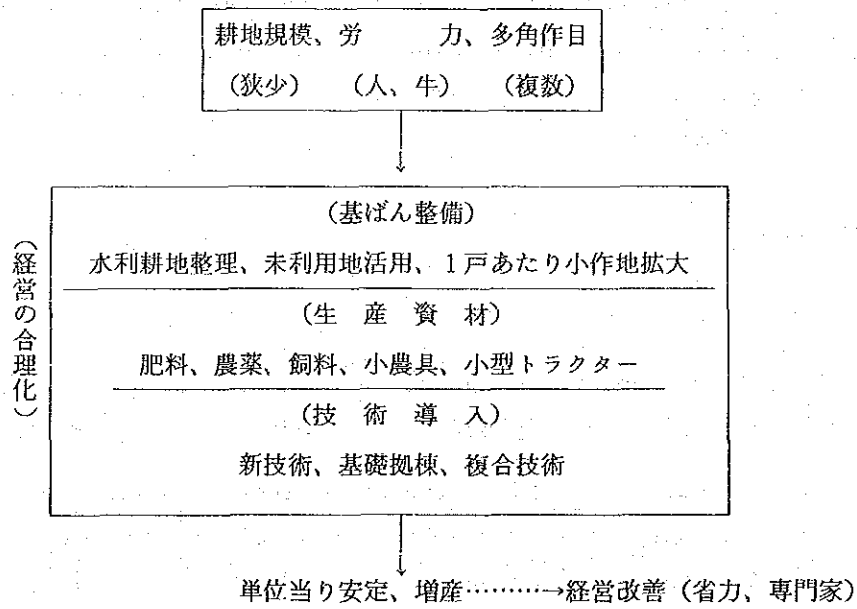 耕地規模、労　　力、多角作目
(狭少)　(人、牛)　(複数)
(経営の合理化)
(基ばん整備)
水利耕地整理、未利用地活用、1戸あたり小作地拡大
(生　産　資　材)
肥料、農薬、飼料、小農具、小型トラクター
(技　術　導　入)
新技術、基礎拠棟、複合技術
単位当り安定、増産………→経営改善(省力、専門家)